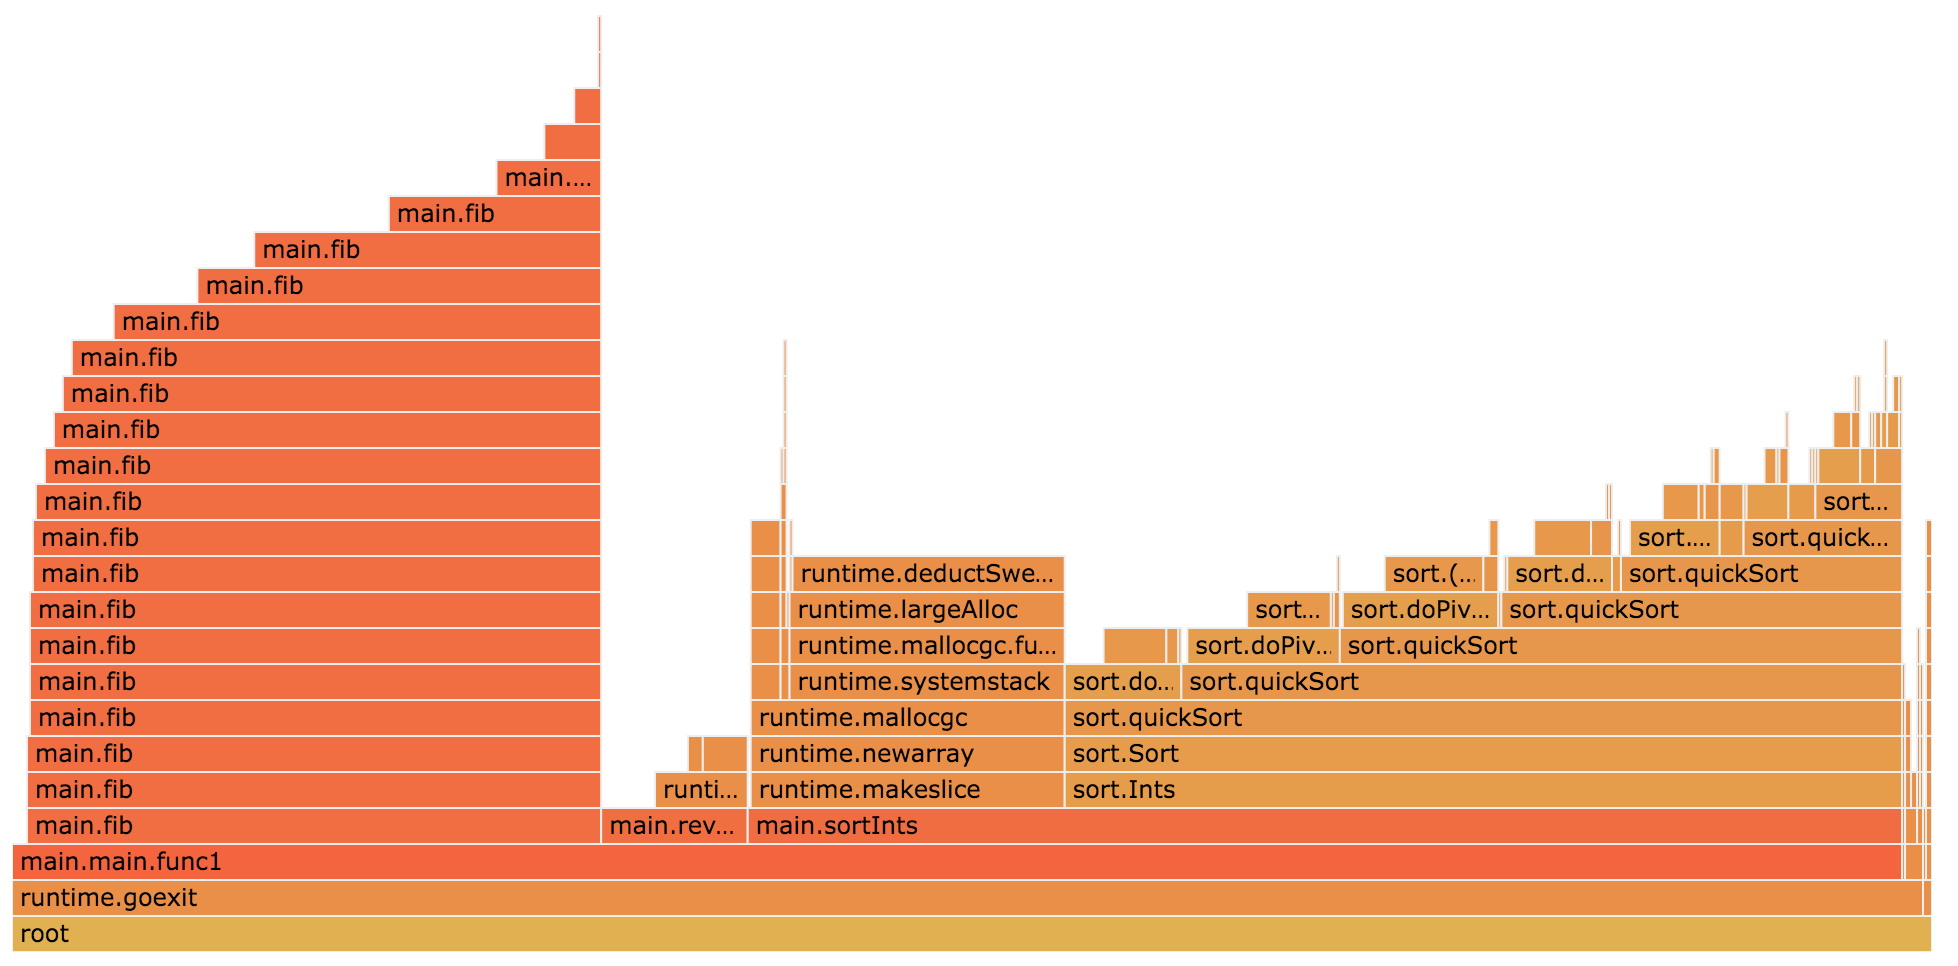 main....
main.fib
main.fib
main.fib
main.fib
main.fib
main.fib
main.fib
main.fib
main.fib sort...
main.fib sort.... sort.quick...
main.fib runtime.deductSwe... sort.(... sort.d... sort.quickSort
main.fib runtime.largeAlloc sort... sort.doPiv... sort.quickSort
main.fib runtime.mallocgc.fu... sort.doPiv... sort.quickSort
main.fib runtime.systemstack sort.do... sort.quickSort
main.fib runtime.mallocgc sort.quickSort
main.fib runtime.newarray sort.Sort
main.fib runti... runtime.makeslice sort.Ints
main.fib main.rev... main.sortInts
main.main.func1
runtime.goexit
root